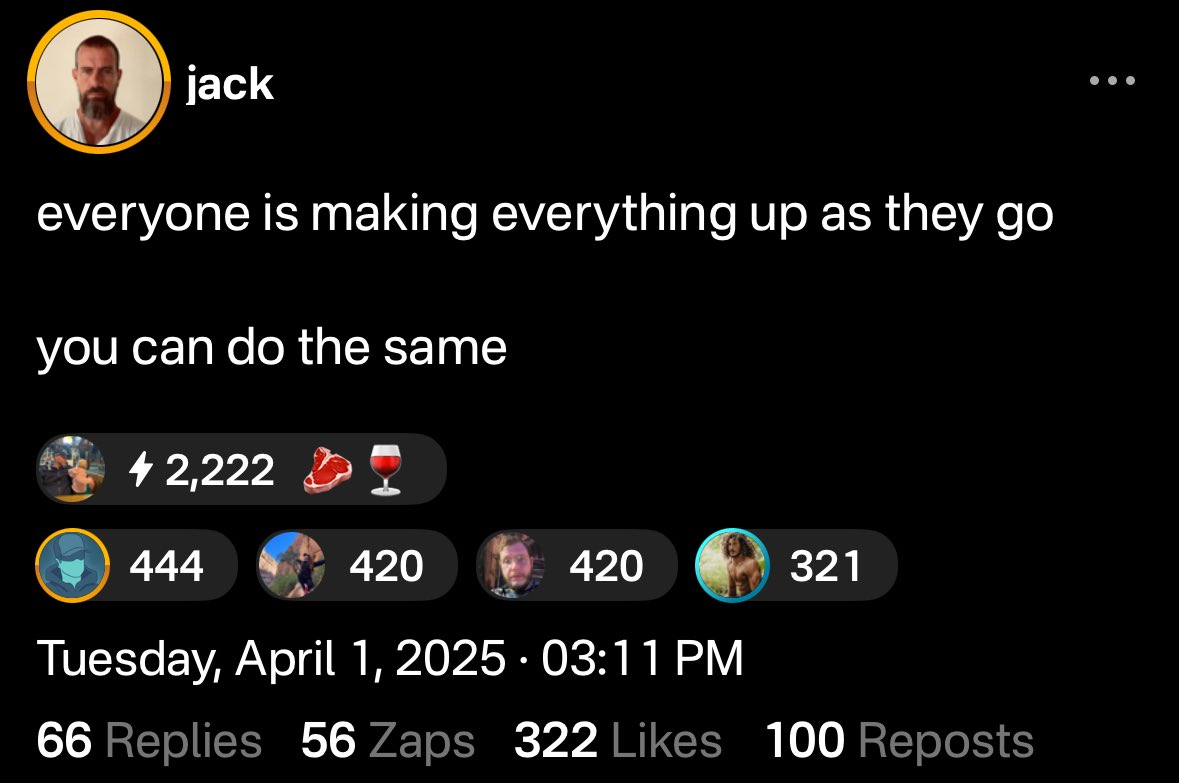 jack
everyone is making everything up as they go
you can do the same
2,222
444 420 420 321
Tuesday, April 1, 2025 · 03:11 PM
66 Replies 56 Zaps 322 Likes 100 Reposts